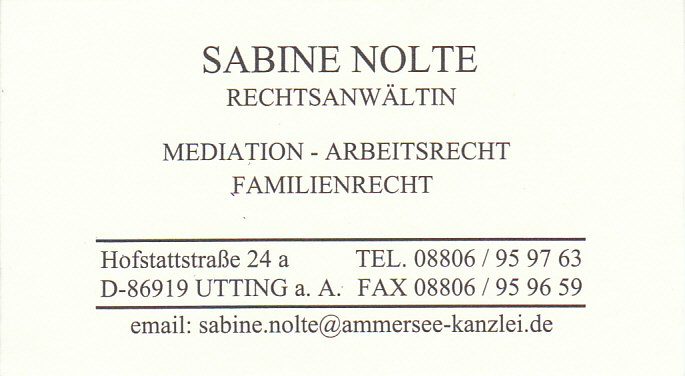 SABINE NOLTE
RECHTSANWÄLTIN
MEDIATION - ARBEITSRECHT
FAMILIENRECHT
Hofstattstraße 24 a TEL. 08806 / 95 97 63
D-86919 UTTING a. A. FAX 08806 / 95 96 59
email: sabine.nolte@ammersee-kanzlei.de